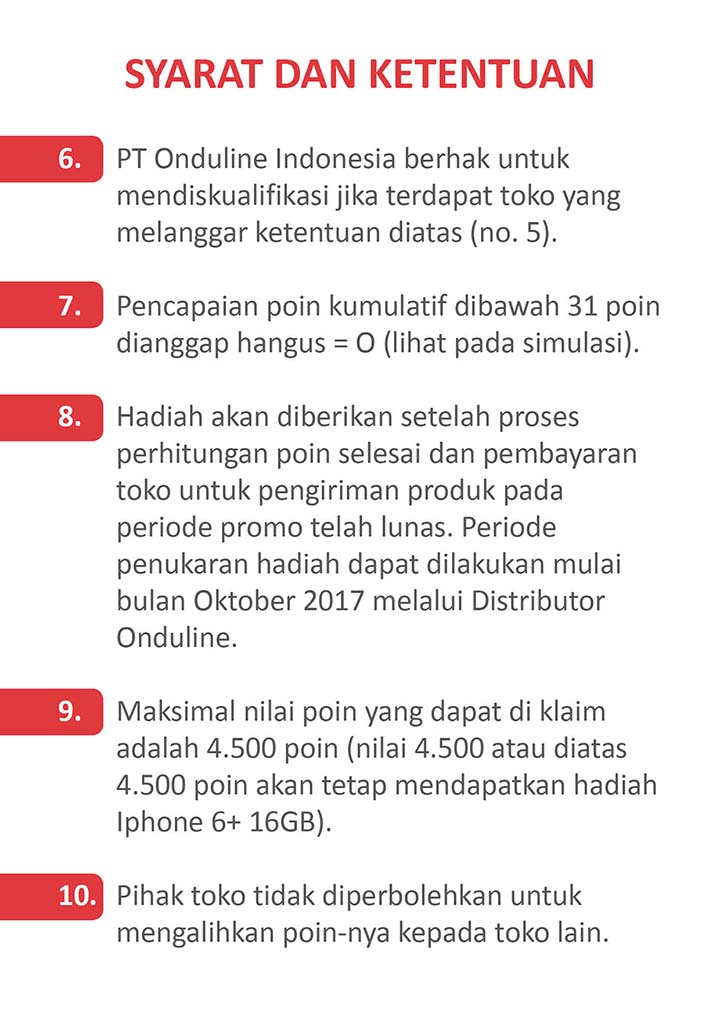 SYARAT DAN KETENTUAN
6. PT Onduline Indonesia berhak untuk
mendiskualifikasi jika terdapat toko yang
melanggar ketentuan diatas (no. 5).
7. Pencapaian poin kumulatif dibawah 31 poin
dianggap hangus = O (lihat pada simulasi).
8. Hadiah akan diberikan setelah proses
perhitungan poin selesai dan pembayaran
toko untuk pengiriman produk pada
periode promo telah lunas. Periode
penukaran hadiah dapat dilakukan mulai
bulan Oktober 2017 melalui Distributor
Onduline.
9. Maksimal nilai poin yang dapat di klaim
adalah 4.500 poin (nilai 4.500 atau diatas
4.500 poin akan tetap mendapatkan hadiah
Iphone 6+ 16GB).
10. Pihak toko tidak diperbolehkan untuk
mengalihkan poin-nya kepada toko lain.